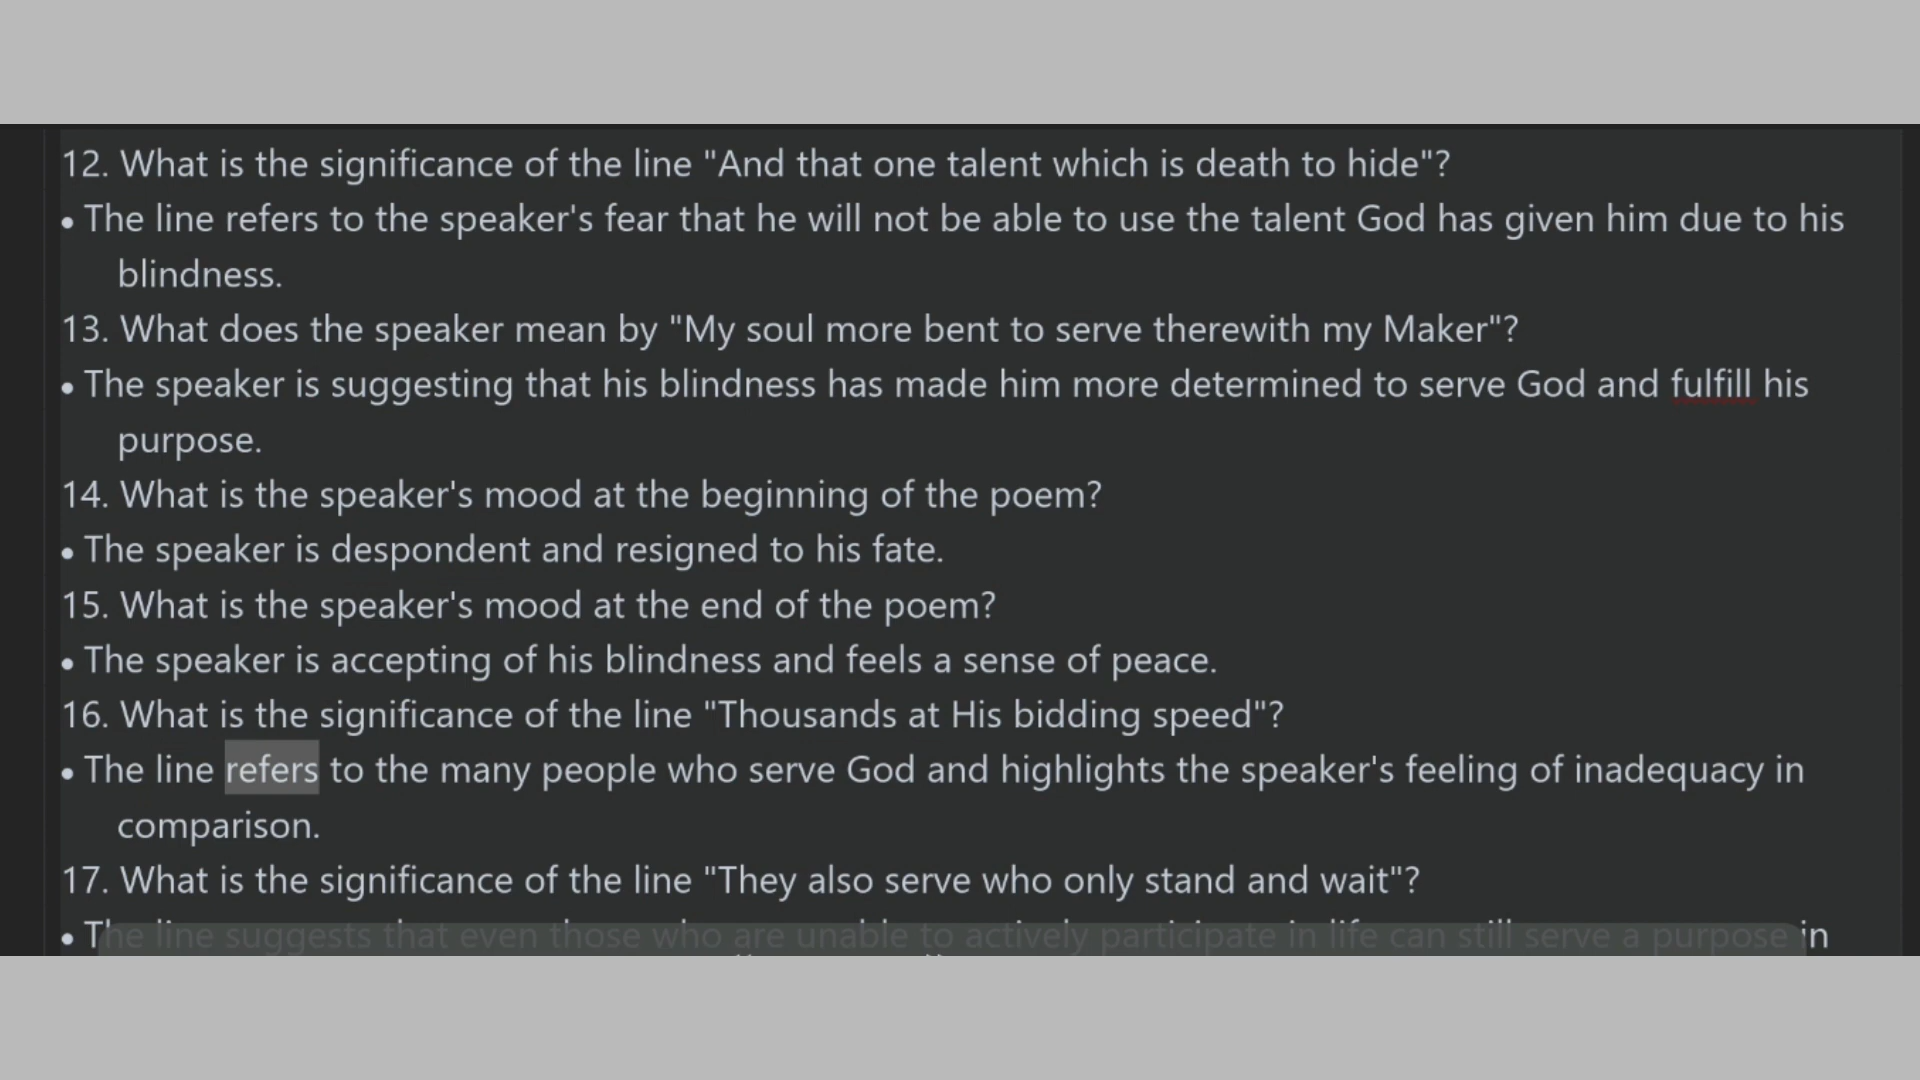 12. What is the significance of the line "And that one talent which is death to hide"?
• The line refers to the speaker's fear that he will not be able to use the talent God has given him due to his
blindness.
13. What does the speaker mean by "My soul more bent to serve therewith my Maker"?
• The speaker is suggesting that his blindness has made him more determined to serve God and fulfill his
purpose.
14. What is the speaker's mood at the beginning of the poem?
• The speaker is despondent and resigned to his fate.
15. What is the speaker's mood at the end of the poem?
• The speaker is accepting of his blindness and feels a sense of peace.
16. What is the significance of the line "Thousands at His bidding speed"?
• The line refers to the many people who serve God and highlights the speaker's feeling of inadequacy in
comparison.
17. What is the significance of the line "They also serve who only stand and wait"?
• The line suggests that even those who are unable to actively participate in life can still serve a purpose in